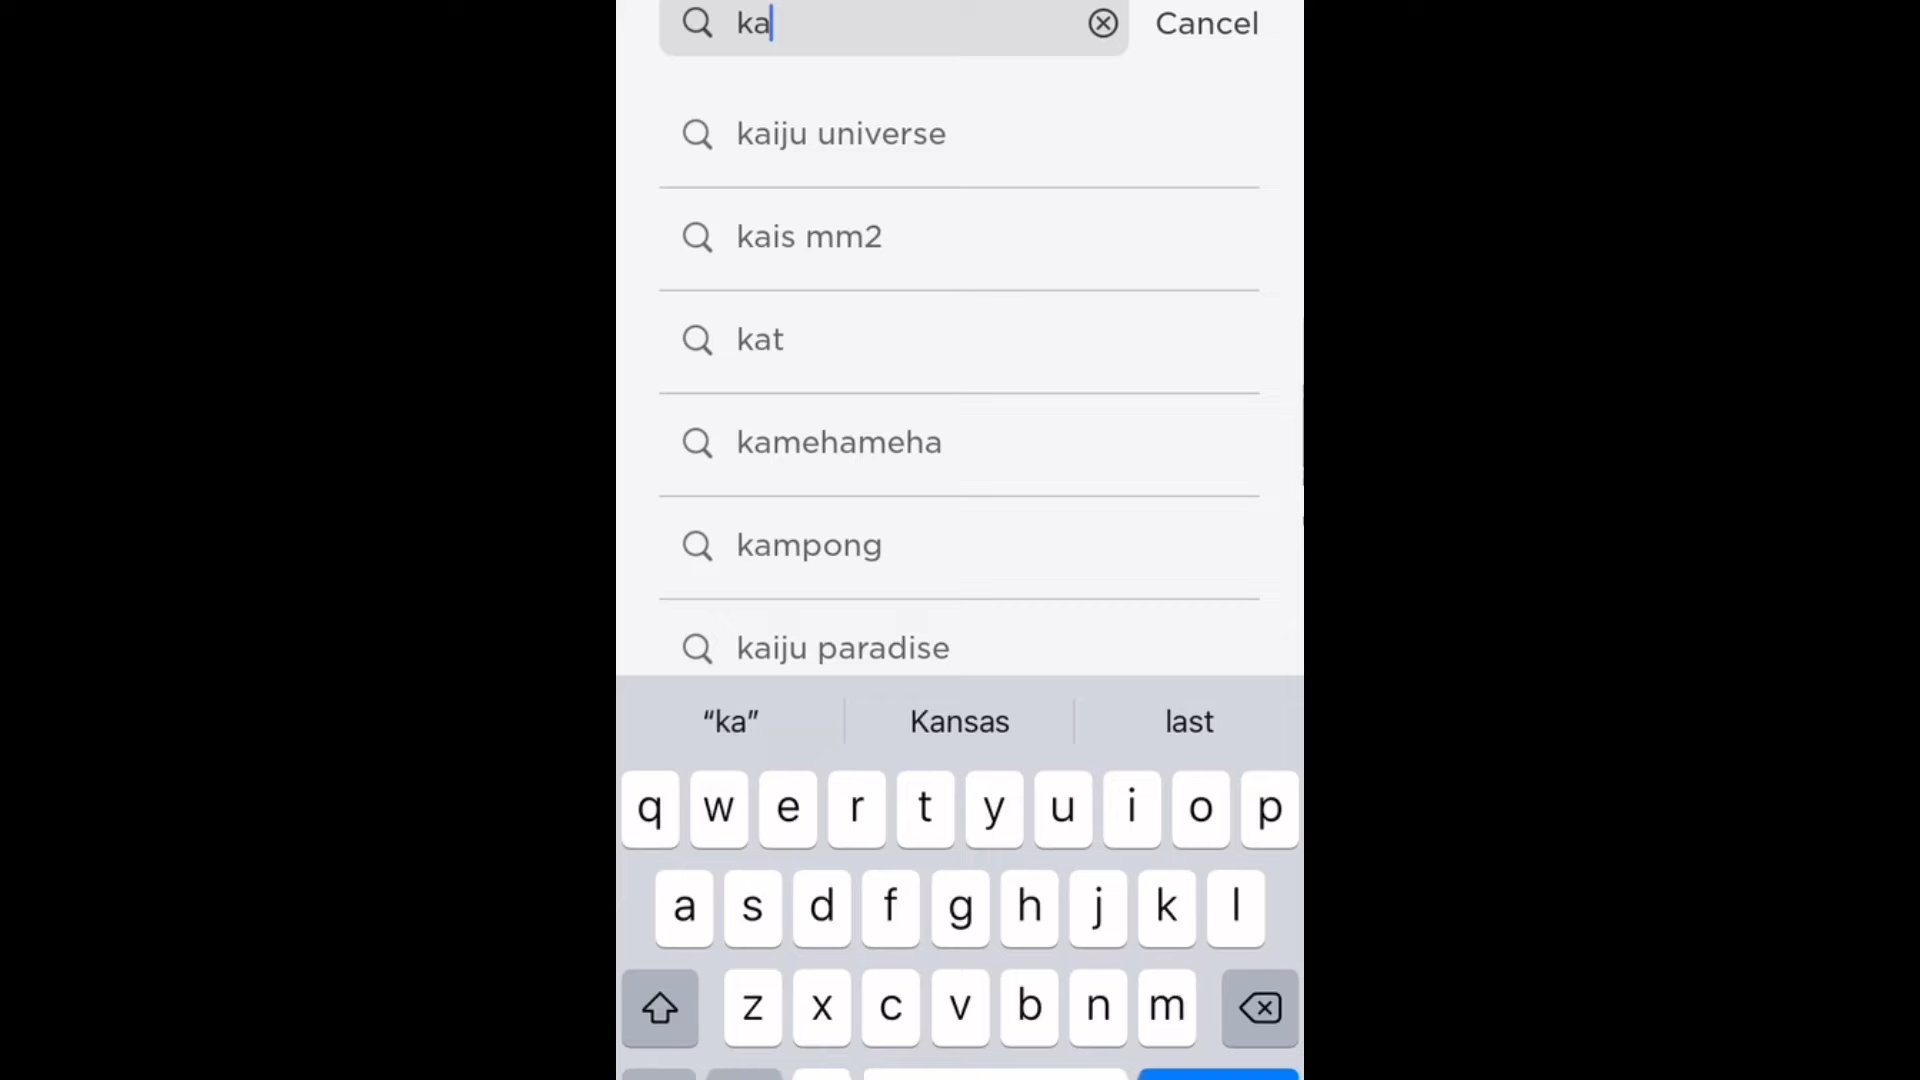 ka Cancel
kaiju universe
kais mm2
kat
kamehameha
kampong
kaiju paradise
“ka” Kansas last
q w e r t y u i o p
a s d f g h j k l
z x c v b n m